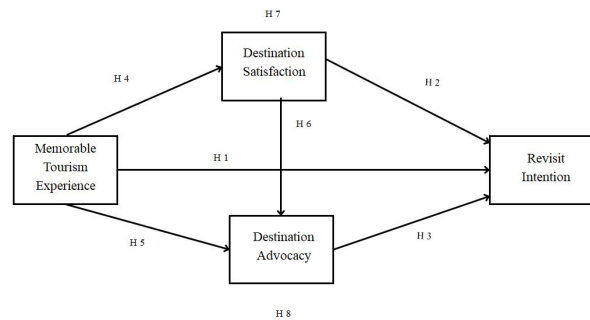 H 7
Destination
Satisfaction
H 4
H 2
H 6
Memorable
Tourism
Experience
H 1
Revisit
Intention
H 5
Destination
Advocacy
H 3
H 8